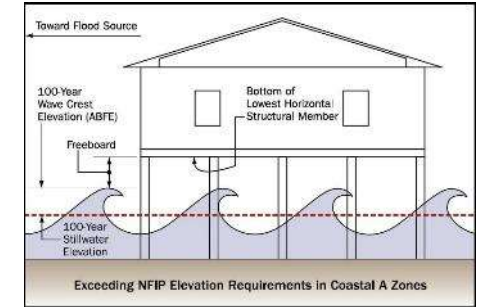 Toward Flood Source
100-Year
Wave Crest
Elevation (ABFE)
Bottom of
Lowest Horizontal
Structural Member
Freeboard
100-Year
Stillwater
Elevation
Exceeding NFIP Elevation Requirements in Coastal A Zones